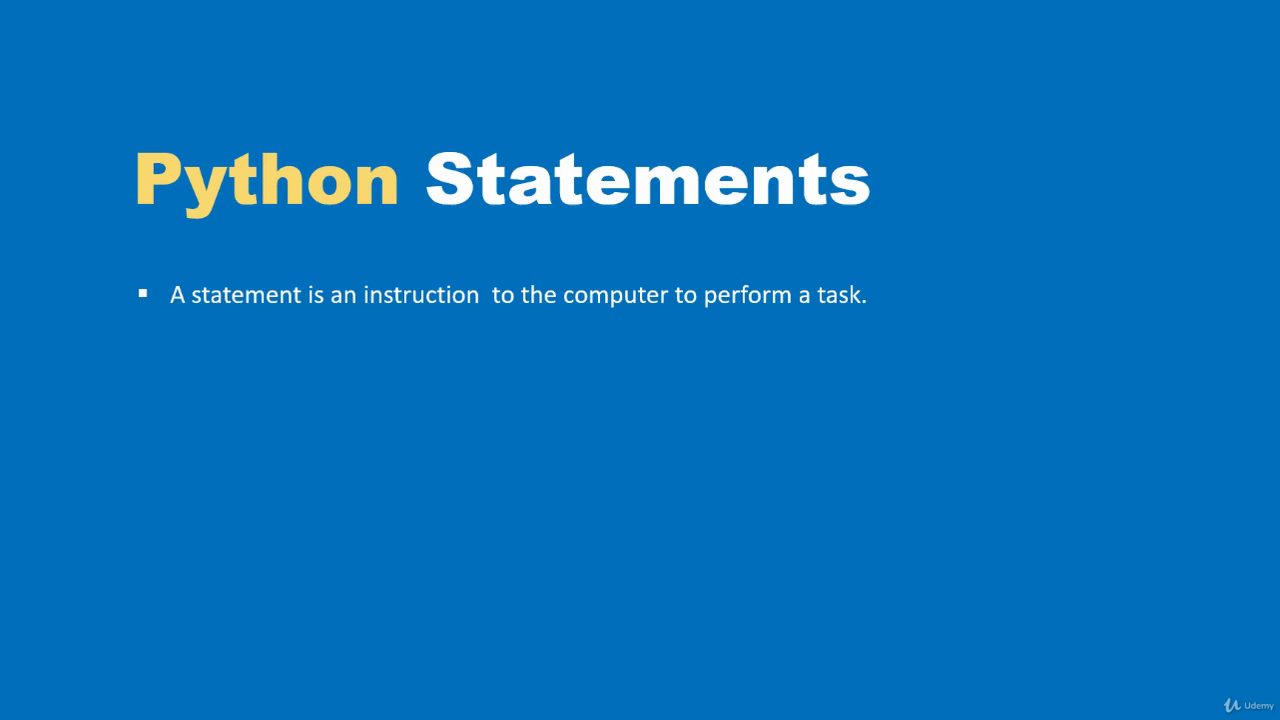 Python Statements
▪ A statement is an instruction  to the computer to perform a task.
Udemy